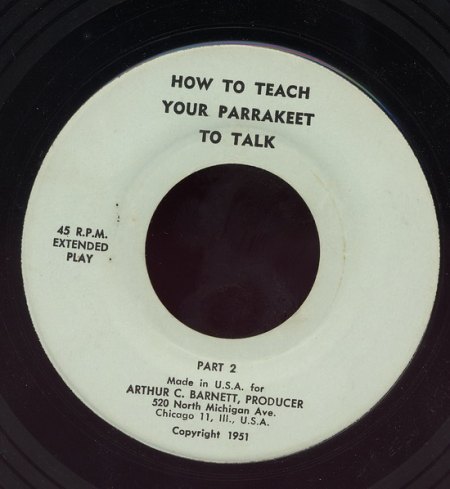 HOW TO TEACH
YOUR PARRAKEET
TO TALK
45 R.P.M.
EXTENDED
PLAY
PART 2
Made in U.S.A. for
ARTHUR C. BARNETT, PRODUCER
520 North Michigan Ave.
Chicago 11, Ill., U.S.A.
Copyright 1951